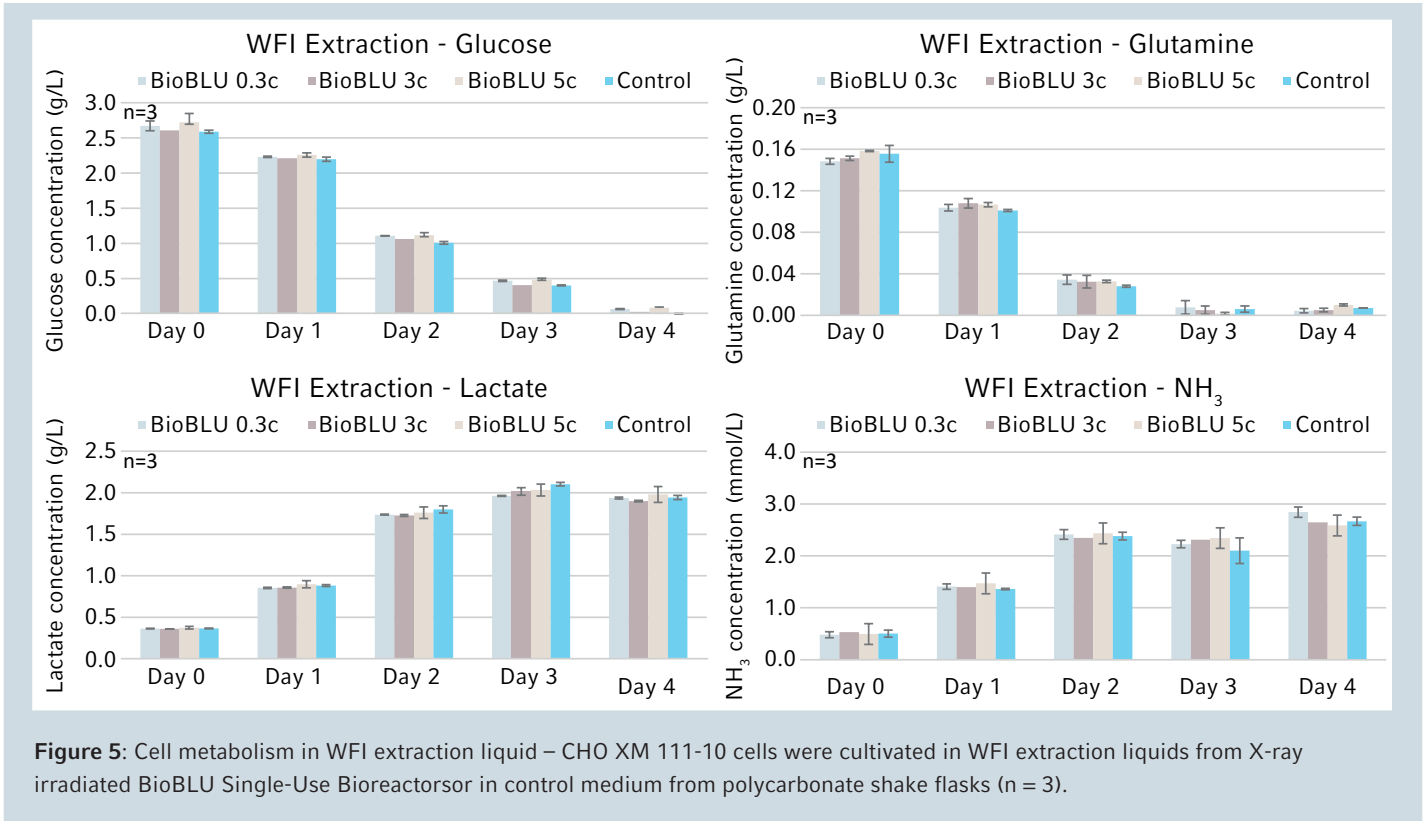 WFI Extraction - Glucose
BioBLU 0.3c BioBLU 3c BioBLU 5c Control
Glucose concentration (g/L)
n=3
3.0
2.5
2.0
1.5
1.0
0.5
0.0
Day 0 Day 1 Day 2 Day 3 Day 4
WFI Extraction - Glutamine
BioBLU 0.3c BioBLU 3c BioBLU 5c Control
Glutamine concentration (g/L)
n=3
0.20
0.16
0.12
0.08
0.04
0.00
Day 0 Day 1 Day 2 Day 3 Day 4
WFI Extraction - Lactate
BioBLU 0.3c BioBLU 3c BioBLU 5c Control
Lactate concentration (g/L)
n=3
2.5
2.0
1.5
1.0
0.5
0.0
Day 0 Day 1 Day 2 Day 3 Day 4
WFI Extraction - NH₃
BioBLU 0.3c BioBLU 3c BioBLU 5c Control
NH₃ concentration (mmol/L)
n=3
4.0
3.0
2.0
1.0
0.0
Day 0 Day 1 Day 2 Day 3 Day 4
Figure 5: Cell metabolism in WFI extraction liquid – CHO XM 111-10 cells were cultivated in WFI extraction liquids from X-ray
irradiated BioBLU Single-Use Bioreactorsor in control medium from polycarbonate shake flasks (n = 3).